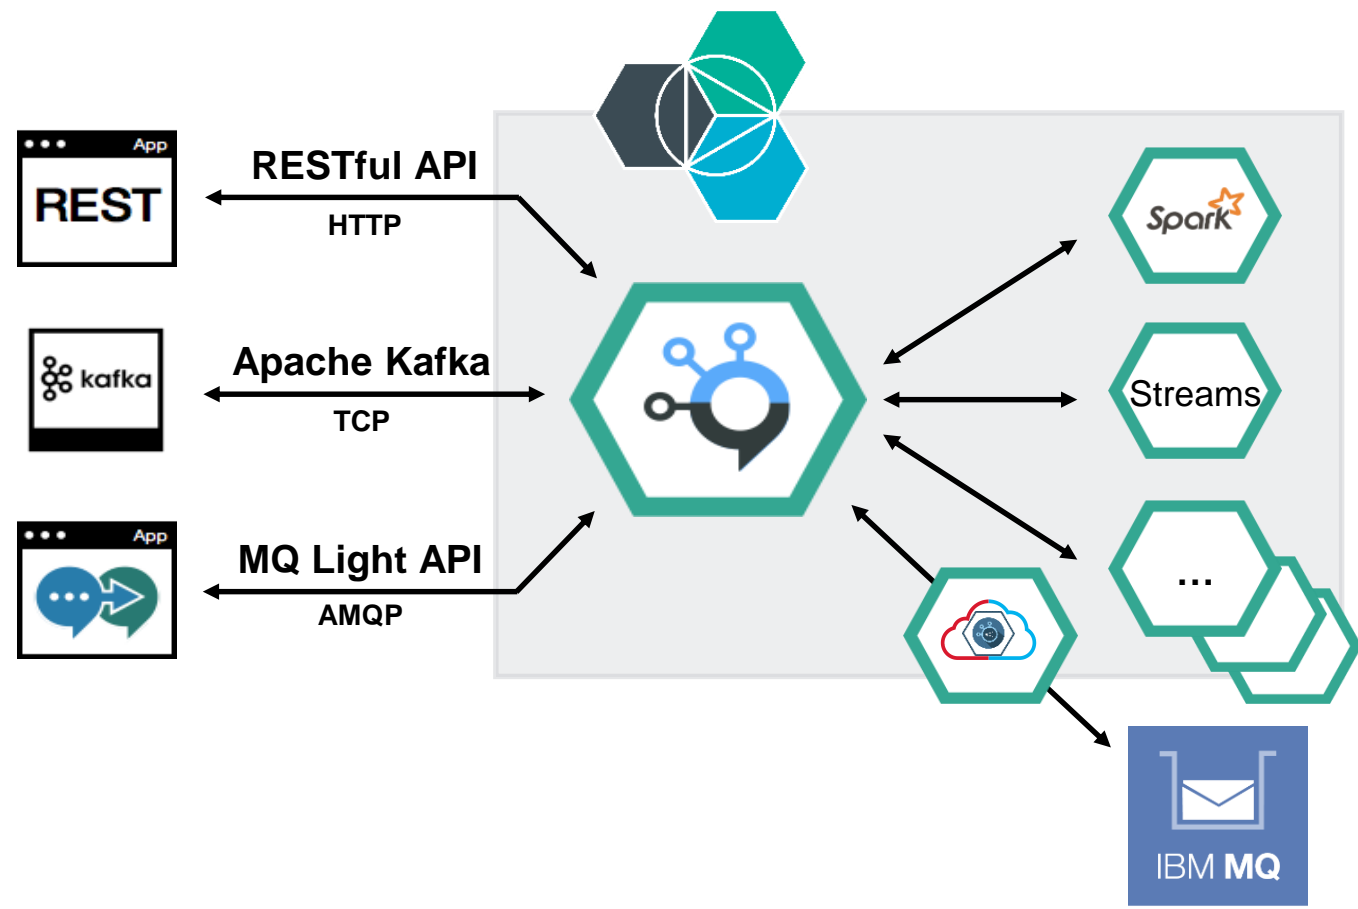 App
REST
RESTful API
HTTP
kafka
Apache Kafka
TCP
App
MQ Light API
AMQP
Spark
Streams
...
IBM MQ